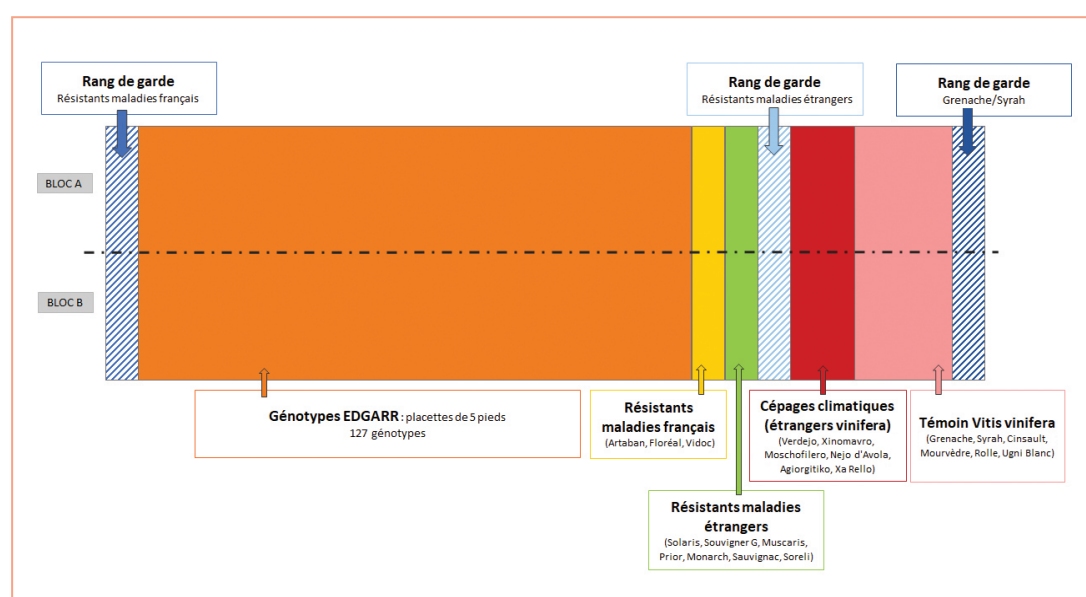 Rang de garde
Résistants maladies français
Rang de garde
Résistants maladies étrangers
Rang de garde
Grenache/Syrah
BLOC A
BLOC B
Génotypes EDGARR : placettes de 5 pieds
127 génotypes
Résistants
maladies français
(Artaban, Floréal, Vidoc)
Cépages climatiques
(étrangers vinifera)
(Verdejo, Xinomavro,
Moschofilero, Nejo d'Avola,
Agiorgitiko, Xa Rello)
Témoin Vitis vinifera
(Grenache, Syrah, Cinsault,
Mourvèdre, Rolle, Ugni Blanc)
Résistants maladies
étrangers
(Solaris, Souvigner G, Muscaris,
Prior, Monarch, Sauvignac, Soreli)